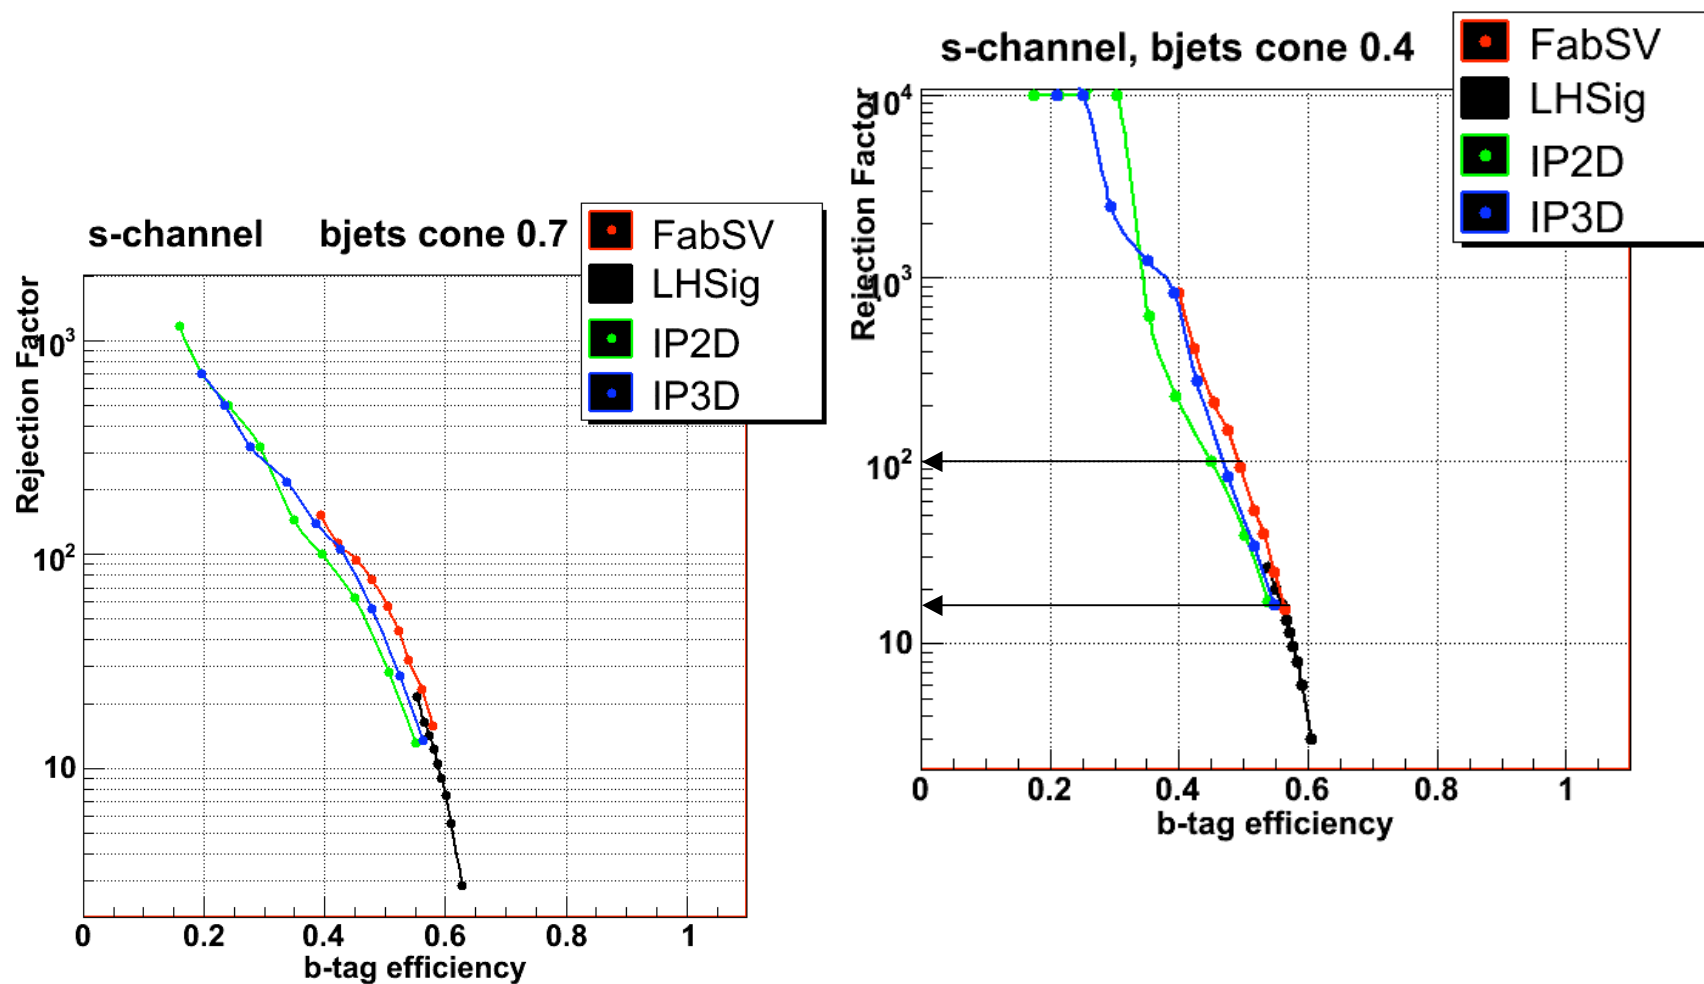 s-channel bjets cone 0.7
FabSV
LHSig
IP2D
IP3D
Rejection Factor
10³
10²
10
0 0.2 0.4 0.6 0.8 1
b-tag efficiency
s-channel, bjets cone 0.4
FabSV
LHSig
IP2D
IP3D
Rejection Factor
10⁴
10³
10²
10
0 0.2 0.4 0.6 0.8 1
b-tag efficiency